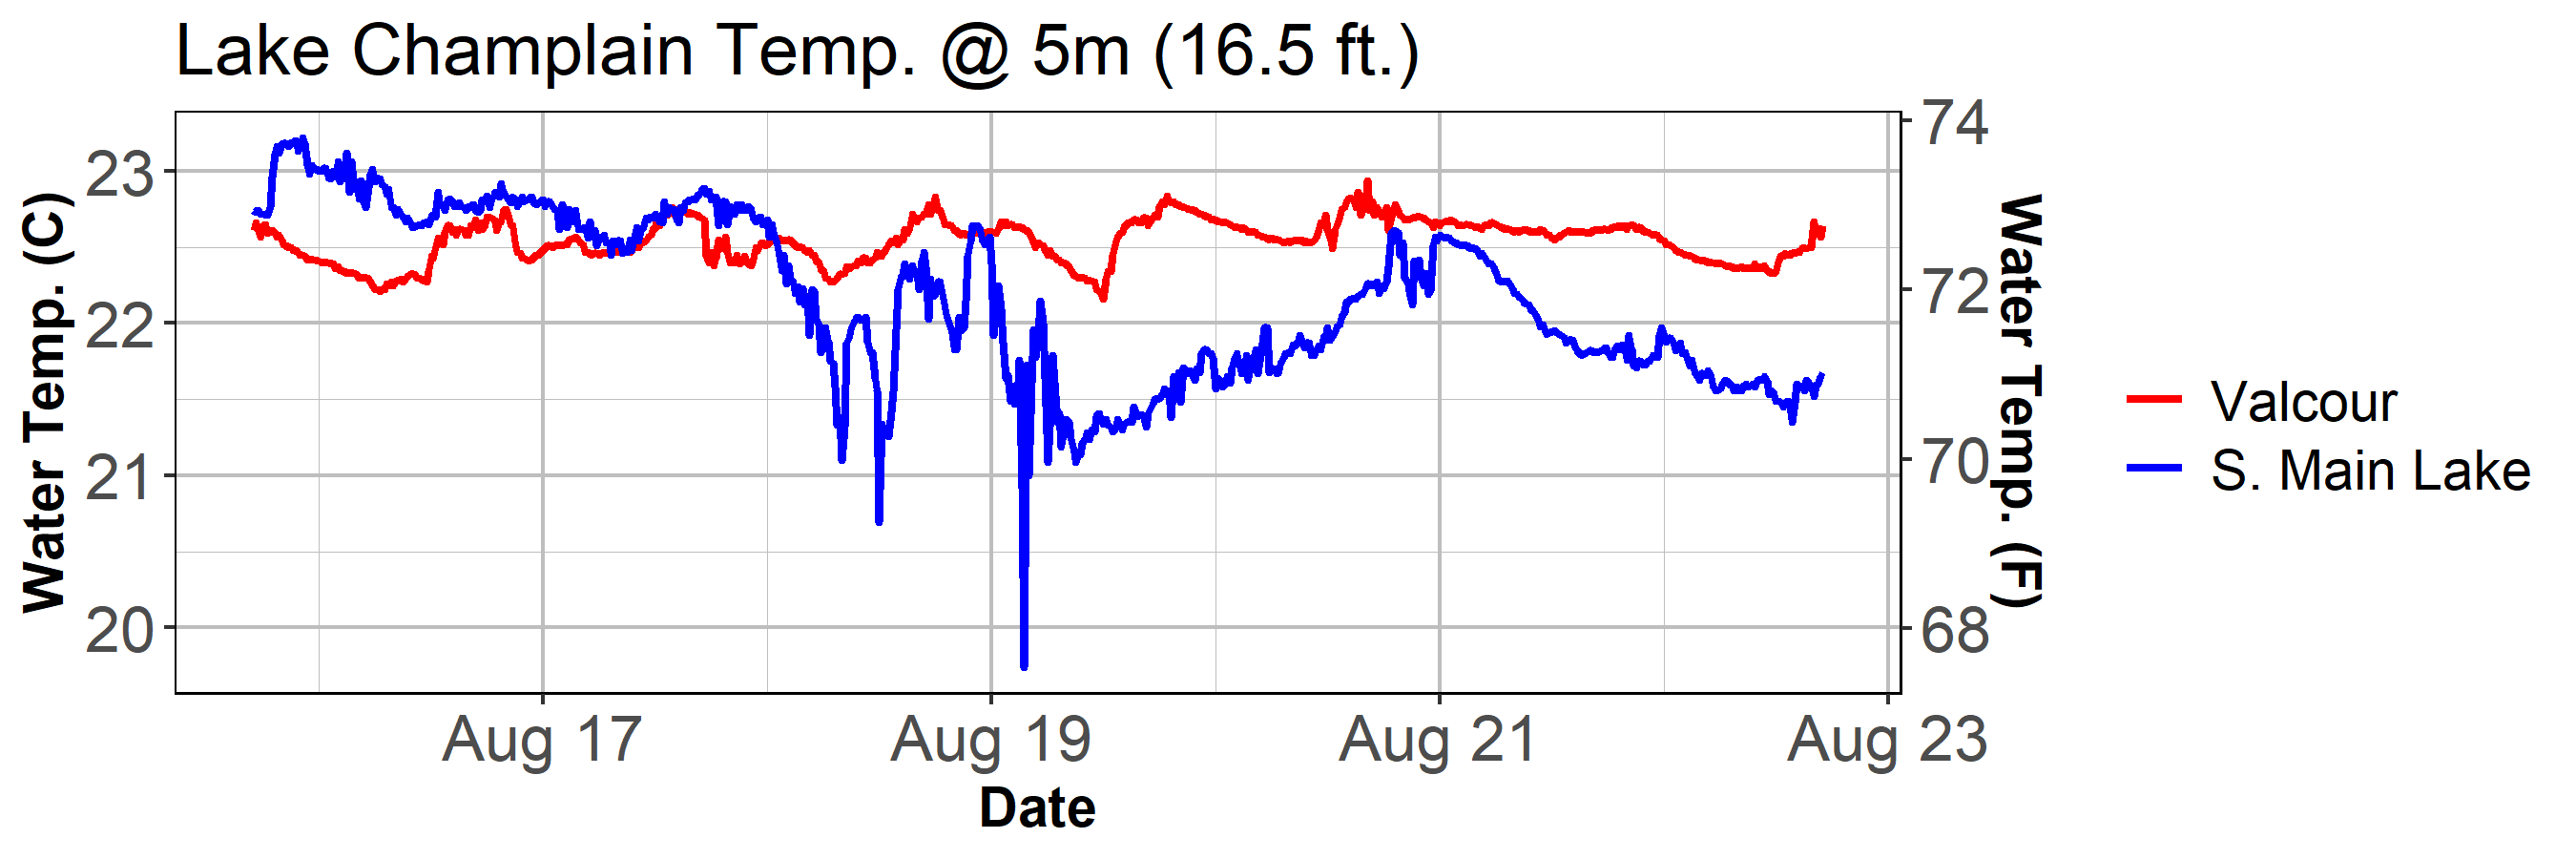 Lake Champlain Temp. @ 5m (16.5 ft.)
Water Temp. (C)
23
22
21
20
74
72
70
68
Water Temp. (F)
Aug 17
Aug 19
Aug 21
Aug 23
Date
Valcour
S. Main Lake